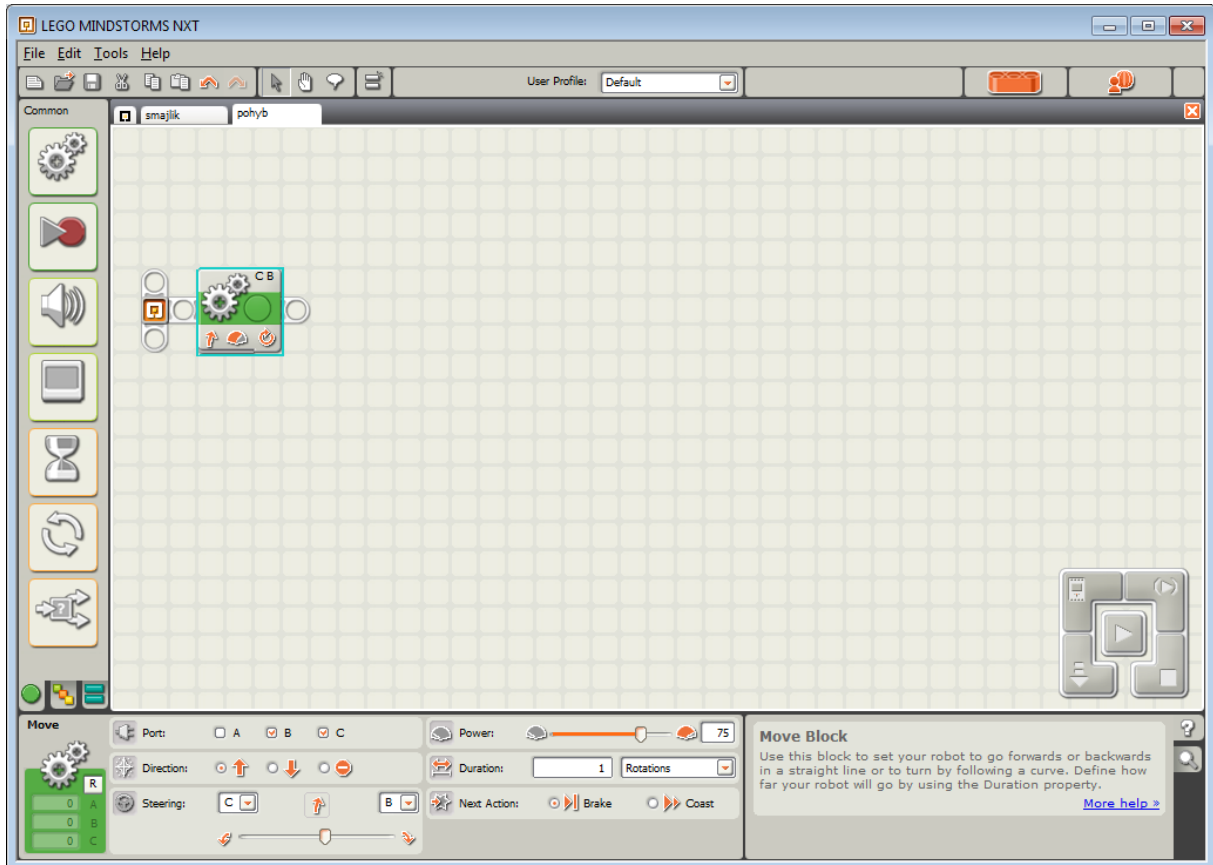 LEGO MINDSTORMS NXT
File Edit Tools Help
User Profile: Default
Common
smajlik pohyb
C B
?
Move
R
0 A
0 B
0 C
Port: A B C
Direction:
Steering: C B
Power: 75
Duration: 1 Rotations
Next Action: Brake Coast
Move Block
Use this block to set your robot to go forwards or backwards
in a straight line or to turn by following a curve. Define how
far your robot will go by using the Duration property.
More help »
?